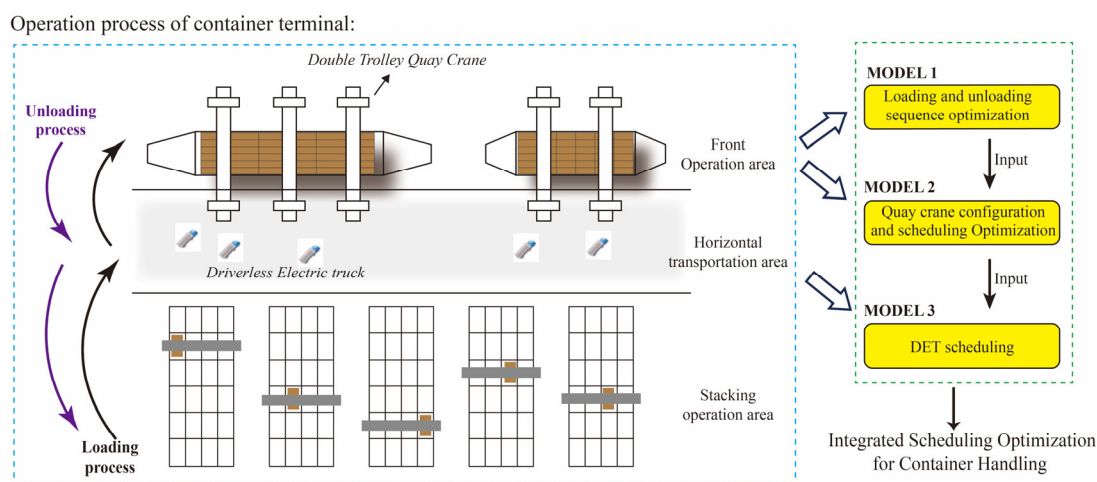 Operation process of container terminal:
Double Trolley Quay Crane
Unloading
process
Front
Operation area
Horizontal
transportation area
Driverless Electric truck
Stacking
operation area
Loading
process
MODEL 1
Loading and unloading
sequence optimization
Input
MODEL 2
Quay crane configuration
and scheduling Optimization
Input
MODEL 3
DET scheduling
Integrated Scheduling Optimization
for Container Handling